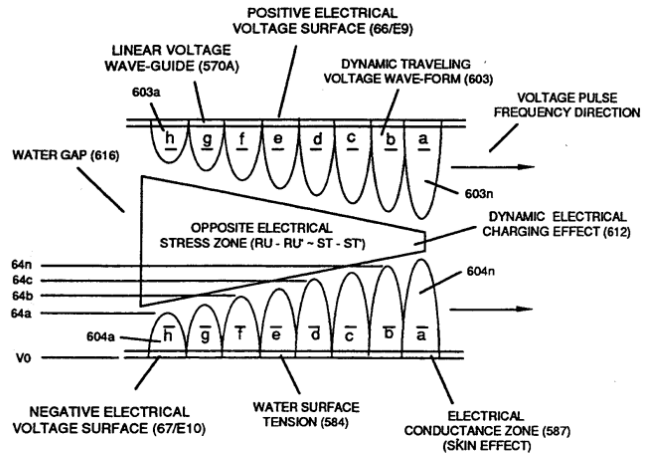 POSITIVE ELECTRICAL
VOLTAGE SURFACE (66/E9)
LINEAR VOLTAGE
WAVE-GUIDE (570A)
DYNAMIC TRAVELING
VOLTAGE WAVE-FORM (603)
603a
VOLTAGE PULSE
FREQUENCY DIRECTION
h g f e d c b a
WATER GAP (616)
603n
OPPOSITE ELECTRICAL
STRESS ZONE (RU - RU' ~ ST - ST')
DYNAMIC ELECTRICAL
CHARGING EFFECT (612)
64n
64c
64b
64a
604n
604a
h g f e d c b a
V0
NEGATIVE ELECTRICAL
VOLTAGE SURFACE (67/E10)
WATER SURFACE
TENSION (584)
ELECTRICAL
CONDUCTANCE ZONE (587)
(SKIN EFFECT)